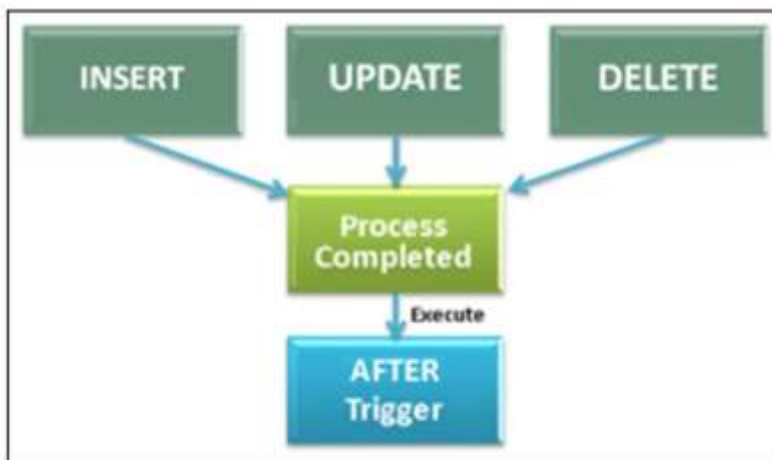 INSERT
UPDATE
DELETE
Process
Completed
Execute
AFTER
Trigger